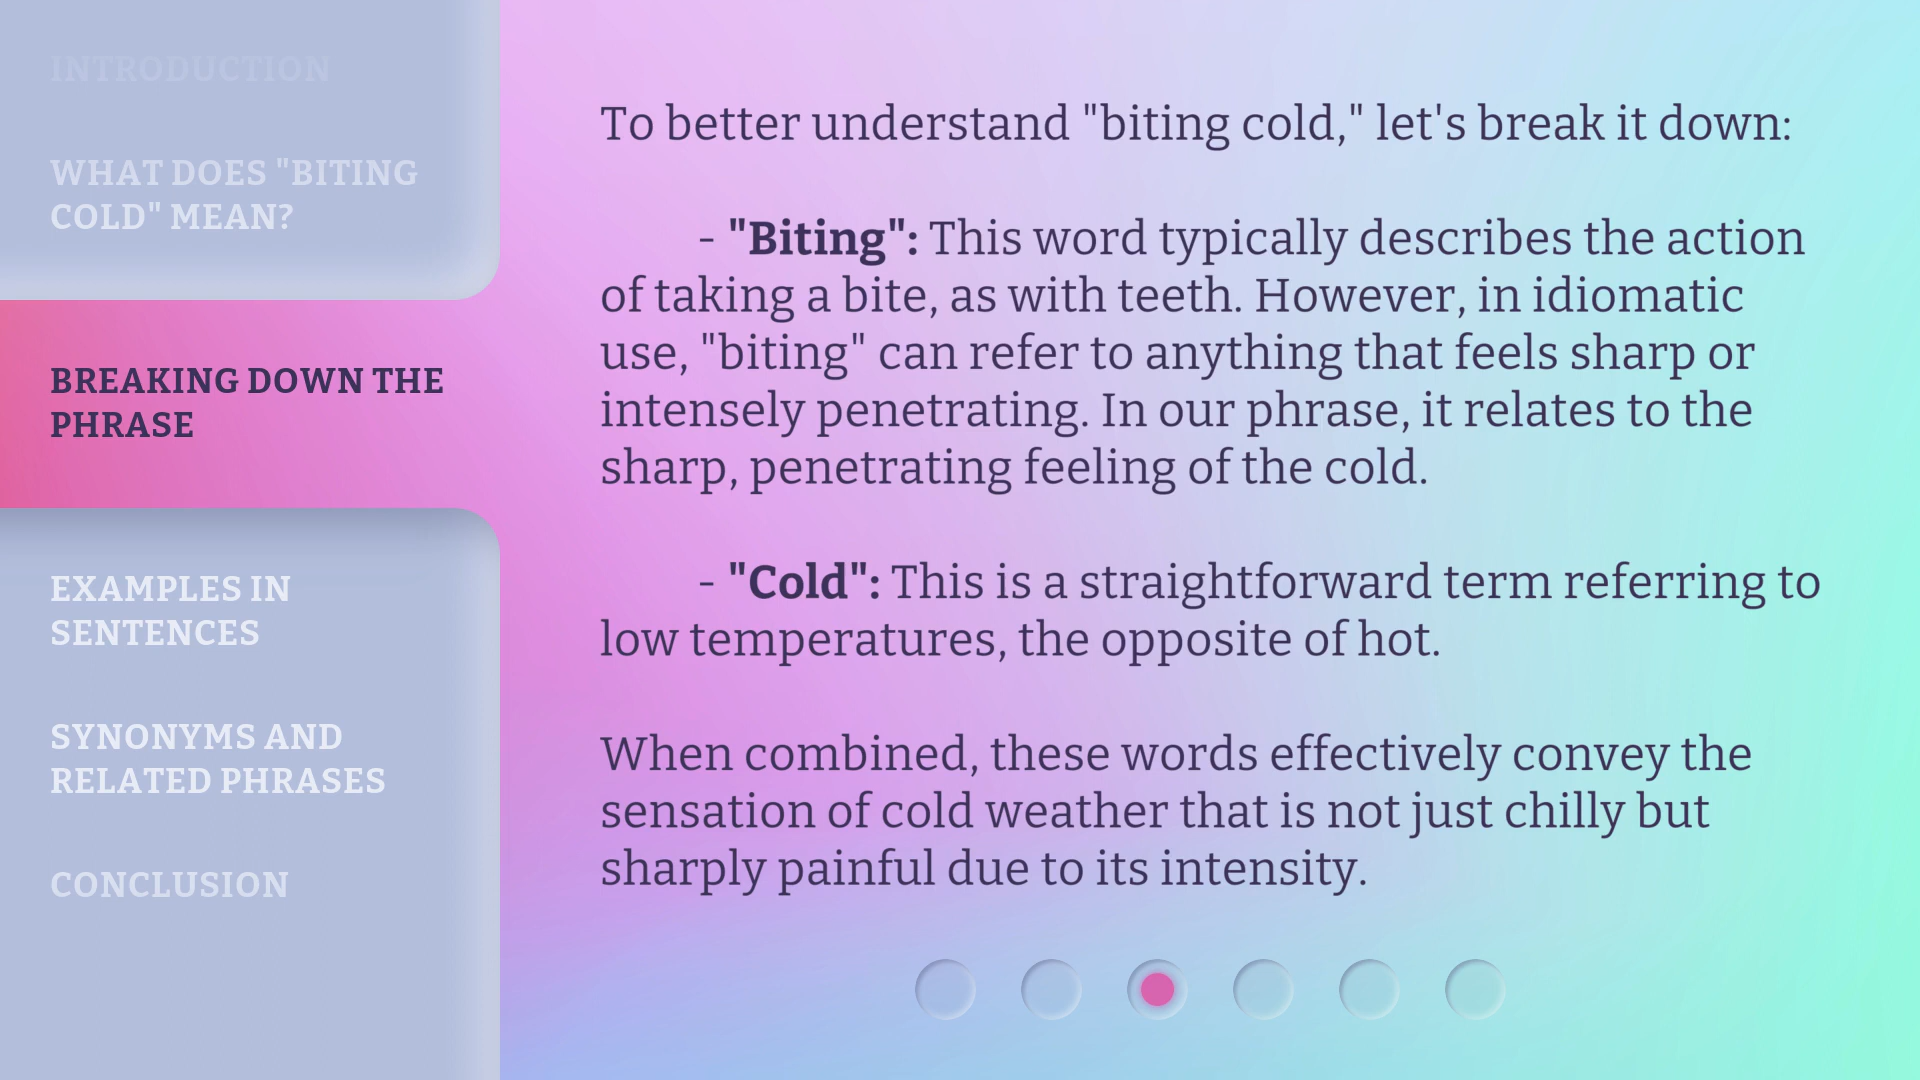 INTRODUCTION
WHAT DOES "BITING
COLD" MEAN?
BREAKING DOWN THE
PHRASE
EXAMPLES IN
SENTENCES
SYNONYMS AND
RELATED PHRASES
CONCLUSION
To better understand "biting cold," let's break it down:
- "Biting": This word typically describes the action
of taking a bite, as with teeth. However, in idiomatic
use, "biting" can refer to anything that feels sharp or
intensely penetrating. In our phrase, it relates to the
sharp, penetrating feeling of the cold.
- "Cold": This is a straightforward term referring to
low temperatures, the opposite of hot.
When combined, these words effectively convey the
sensation of cold weather that is not just chilly but
sharply painful due to its intensity.